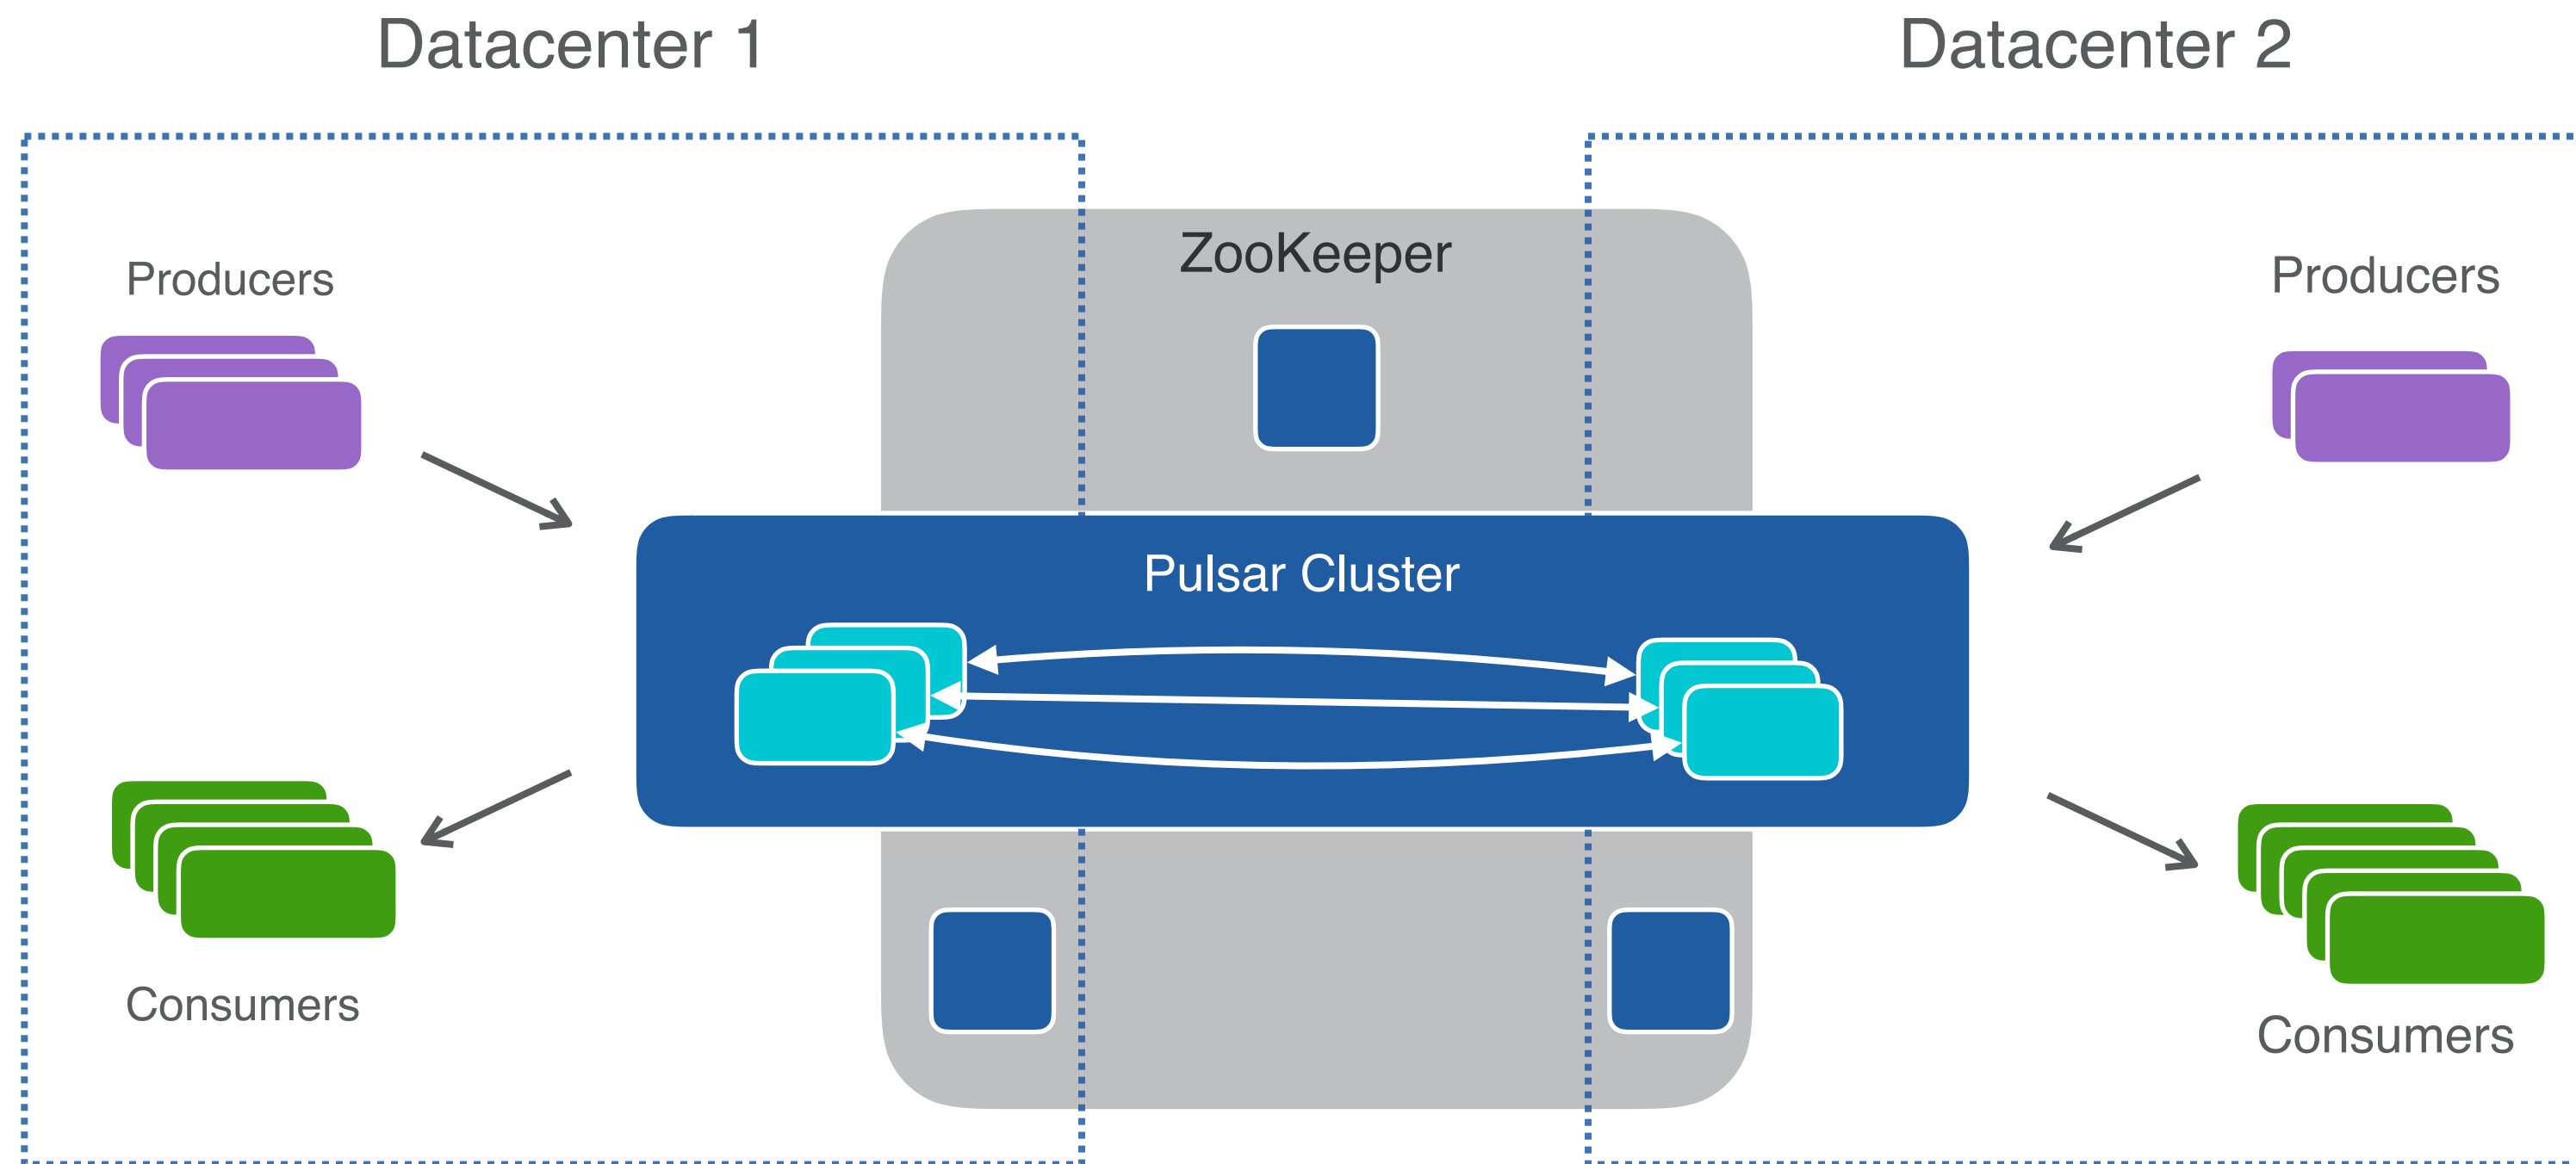 Datacenter 1
Datacenter 2
ZooKeeper
Producers
Producers
Pulsar Cluster
Consumers
Consumers